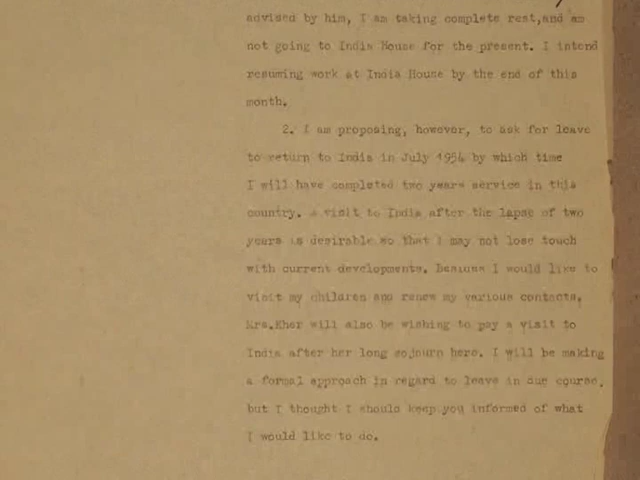 advised by him, I am taking complete rest,and am
not going to India House for the present. I intend
resuming work at India House by the end of this
month.
2. I am proposing, however, to ask for leave
to return to India in July 1954 by which time
I will have completed two years service in this
country. A visit to India after the lapse of two
years is desirable so that I may not lose touch
with current developments. Besides I would like to
visit my children and renew my various contacts.
Mrs.Kher will also be wishing to pay a visit to
India after her long sojourn here. I will be making
a formal approach in regard to leave in due course,
but I thought I should keep you informed of what
I would like to do.